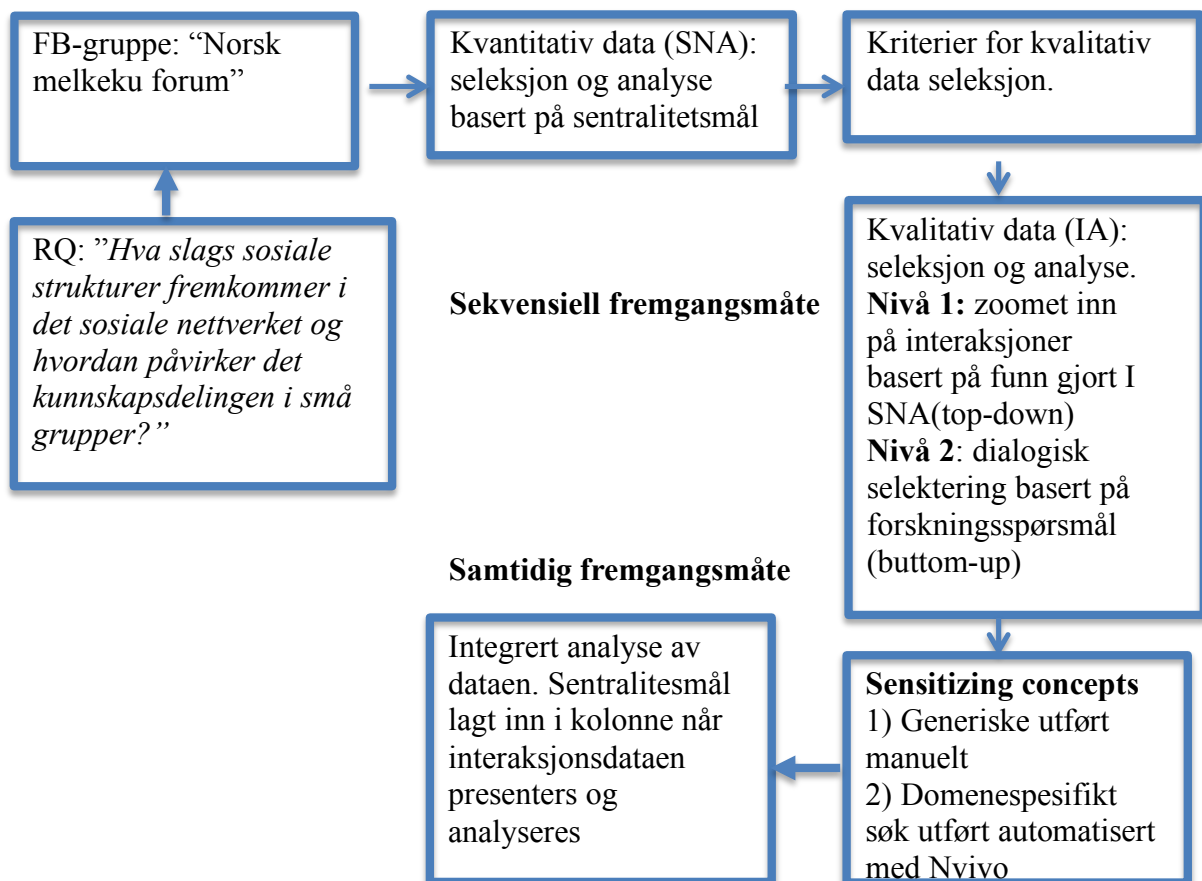 FB-gruppe: “Norsk
melkeku forum”
Kvantitativ data (SNA):
seleksjon og analyse
basert på sentralitetsmål
Kriterier for kvalitativ
data seleksjon.
RQ: ”Hva slags sosiale
strukturer fremkommer i
det sosiale nettverket og
hvordan påvirker det
kunnskapsdelingen i små
grupper?”
Sekvensiell fremgangsmåte
Kvalitativ data (IA):
seleksjon og analyse.
Nivå 1: zoomet inn
på interaksjoner
basert på funn gjort I
SNA(top-down)
Nivå 2: dialogisk
selektering basert på
forskningsspørsmål
(buttom-up)
Samtidig fremgangsmåte
Integrert analyse av
dataen. Sentralitesmål
lagt inn i kolonne når
interaksjonsdataen
presenters og
analyseres
Sensitizing concepts
1) Generiske utført
manuelt
2) Domenespesifikt
søk utført automatisert
med Nvivo